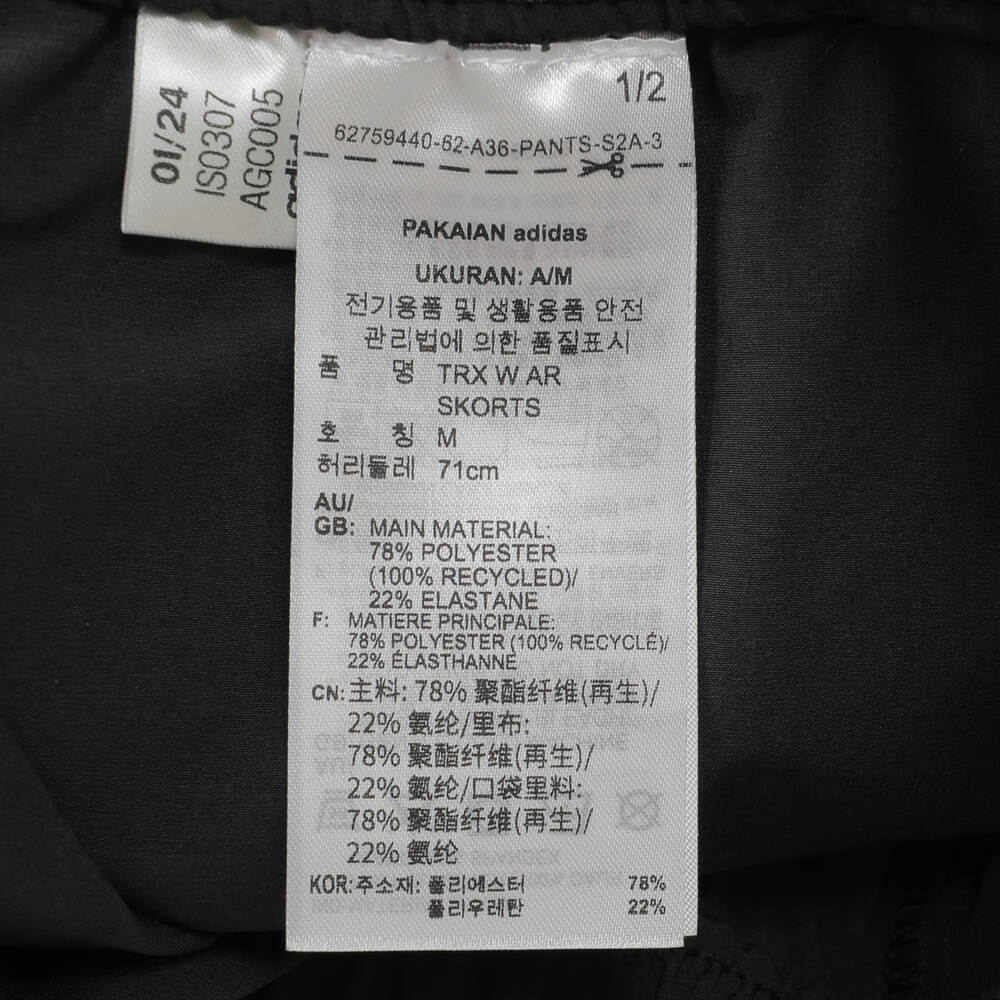 01/24
IS0307
AGC005
1/2
62759440-62-A36-PANTS-S2A-3
PAKAIAN adidas
UKURAN: A/M
전기용품 및 생활용품 안전
관리법에 의한 품질표시
품 명 TRX W AR
SKORTS
호 칭 M
허리둘레 71cm
AU/
GB: MAIN MATERIAL:
78% POLYESTER
(100% RECYCLED)/
22% ELASTANE
F: MATIERE PRINCIPALE:
78% POLYESTER (100% RECYCLÉ)/
22% ÉLASTHANNE
CN: 主料: 78% 聚酯纤维(再生)/
22% 氨纶/里布:
78% 聚酯纤维(再生)/
22% 氨纶/口袋里料:
78% 聚酯纤维(再生)/
22% 氨纶
KOR: 주소재: 폴리에스터 78%
폴리우레탄 22%